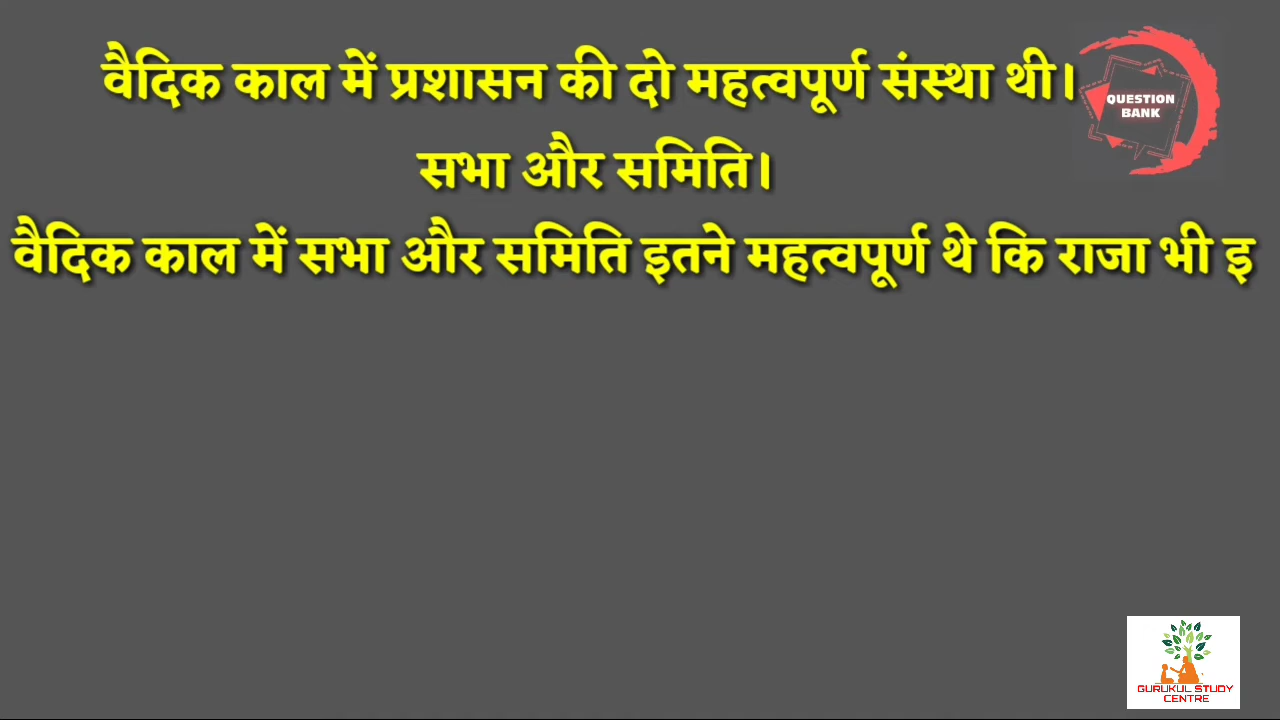 वैदिक काल में प्रशासन की दो महत्वपूर्ण संस्था थी।
QUESTION
BANK
सभा और समिति।
वैदिक काल में सभा और समिति इतने महत्वपूर्ण थे कि राजा भी इ
GURUKUL STUDY
CENTRE